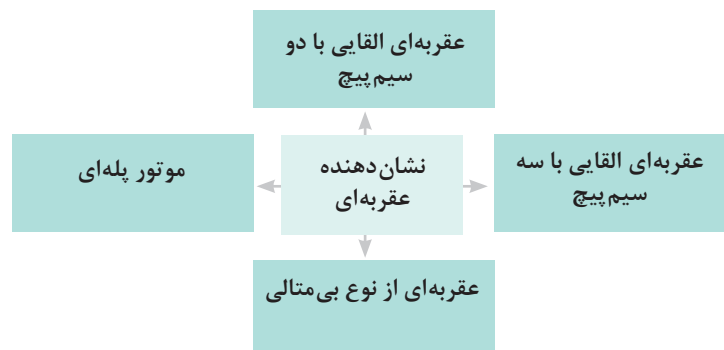 عقربه‌ای القایی با دو
سیم‌پیچ
عقربه‌ای القایی با سه
سیم‌پیچ
نشان‌دهنده
عقربه‌ای
موتور پله‌ای
عقربه‌ای از نوع بی‌متالی